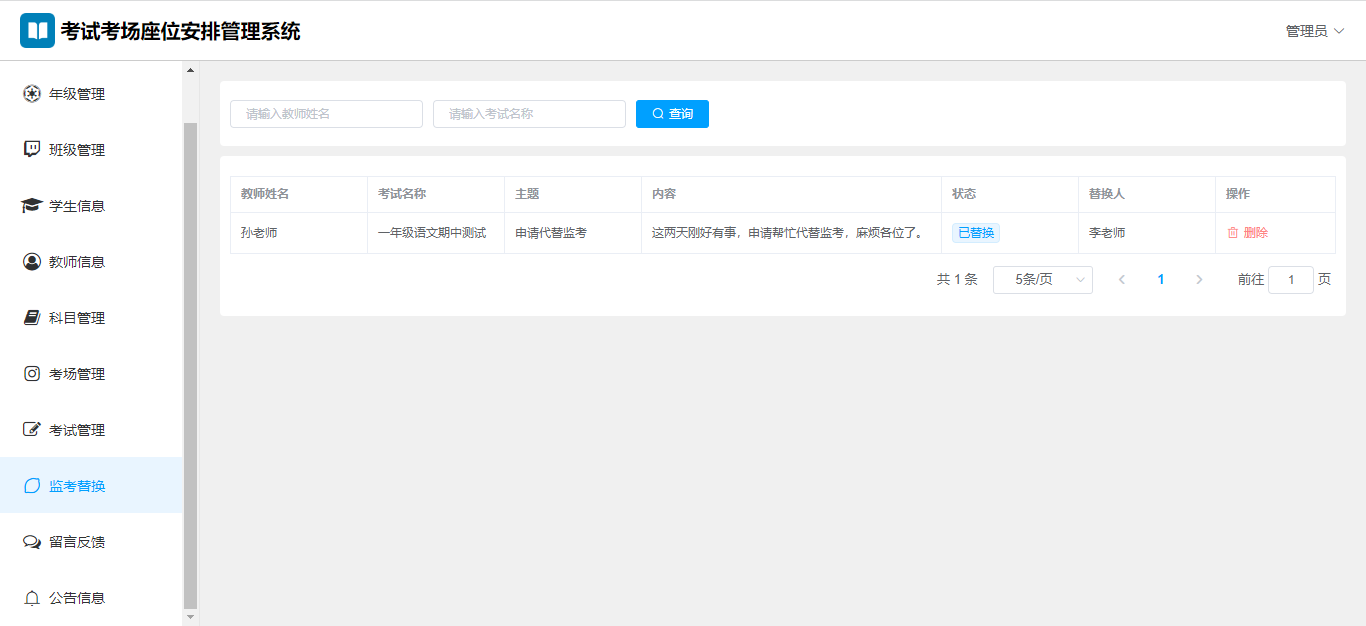 考试考场座位安排管理系统
管理员
年级管理
班级管理
学生信息
教师信息
科目管理
考场管理
考试管理
监考替换
留言反馈
公告信息
请输入教师姓名 请输入考试名称 查询
教师姓名 考试名称 主题 内容 状态 替换人 操作
孙老师 一年级语文期中测试 申请代替监考 这两天刚好有事，申请帮忙代替监考，麻烦各位了。 已替换 李老师 删除
共 1 条 5条/页 1 前往 1 页